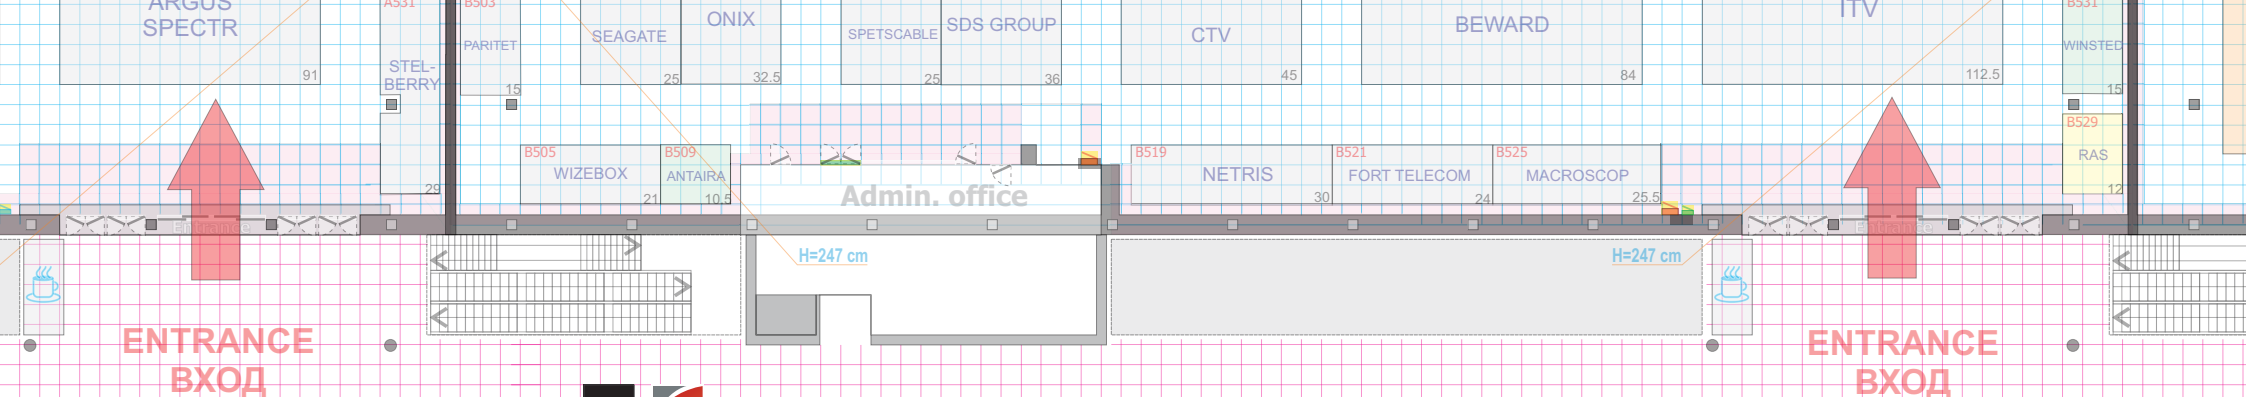 ARGUS
SPECTR
91
A531
STEL-
BERRY
29
B503
PARITET
15
SEAGATE
25
ONIX
32.5
SPETSCABLE
25
SDS GROUP
36
CTV
45
BEWARD
84
ITV
112.5
B531
WINSTED
15
B529
RAS
12
B505
WIZEBOX
21
B509
ANTAIRA
10.5
Admin. office
B519
NETRIS
30
B521
FORT TELECOM
24
B525
MACROSCOP
25.5
Entrance
Entrance
H=247 cm
H=247 cm
ENTRANCE
ВХОД
ENTRANCE
ВХОД